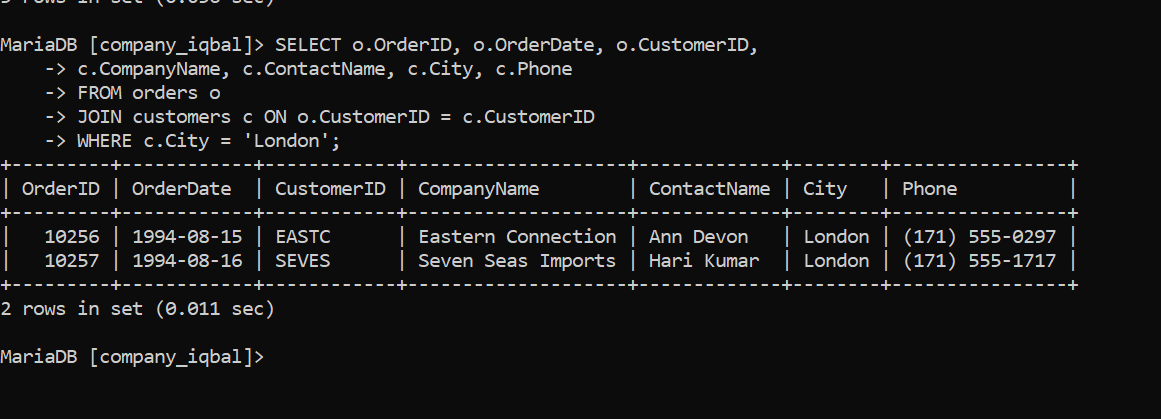 rows in set (0.098 sec)
MariaDB [company_iqbal]> SELECT o.OrderID, o.OrderDate, o.CustomerID,
    -> c.CompanyName, c.ContactName, c.City, c.Phone
    -> FROM orders o
    -> JOIN customers c ON o.CustomerID = c.CustomerID
    -> WHERE c.City = 'London';
+---------+------------+------------+--------------------+-------------+--------+----------------+
| OrderID | OrderDate  | CustomerID | CompanyName        | ContactName | City   | Phone          |
+---------+------------+------------+--------------------+-------------+--------+----------------+
|   10256 | 1994-08-15 | EASTC      | Eastern Connection | Ann Devon   | London | (171) 555-0297 |
|   10257 | 1994-08-16 | SEVES      | Seven Seas Imports | Hari Kumar  | London | (171) 555-1717 |
+---------+------------+------------+--------------------+-------------+--------+----------------+
2 rows in set (0.011 sec)
MariaDB [company_iqbal]>